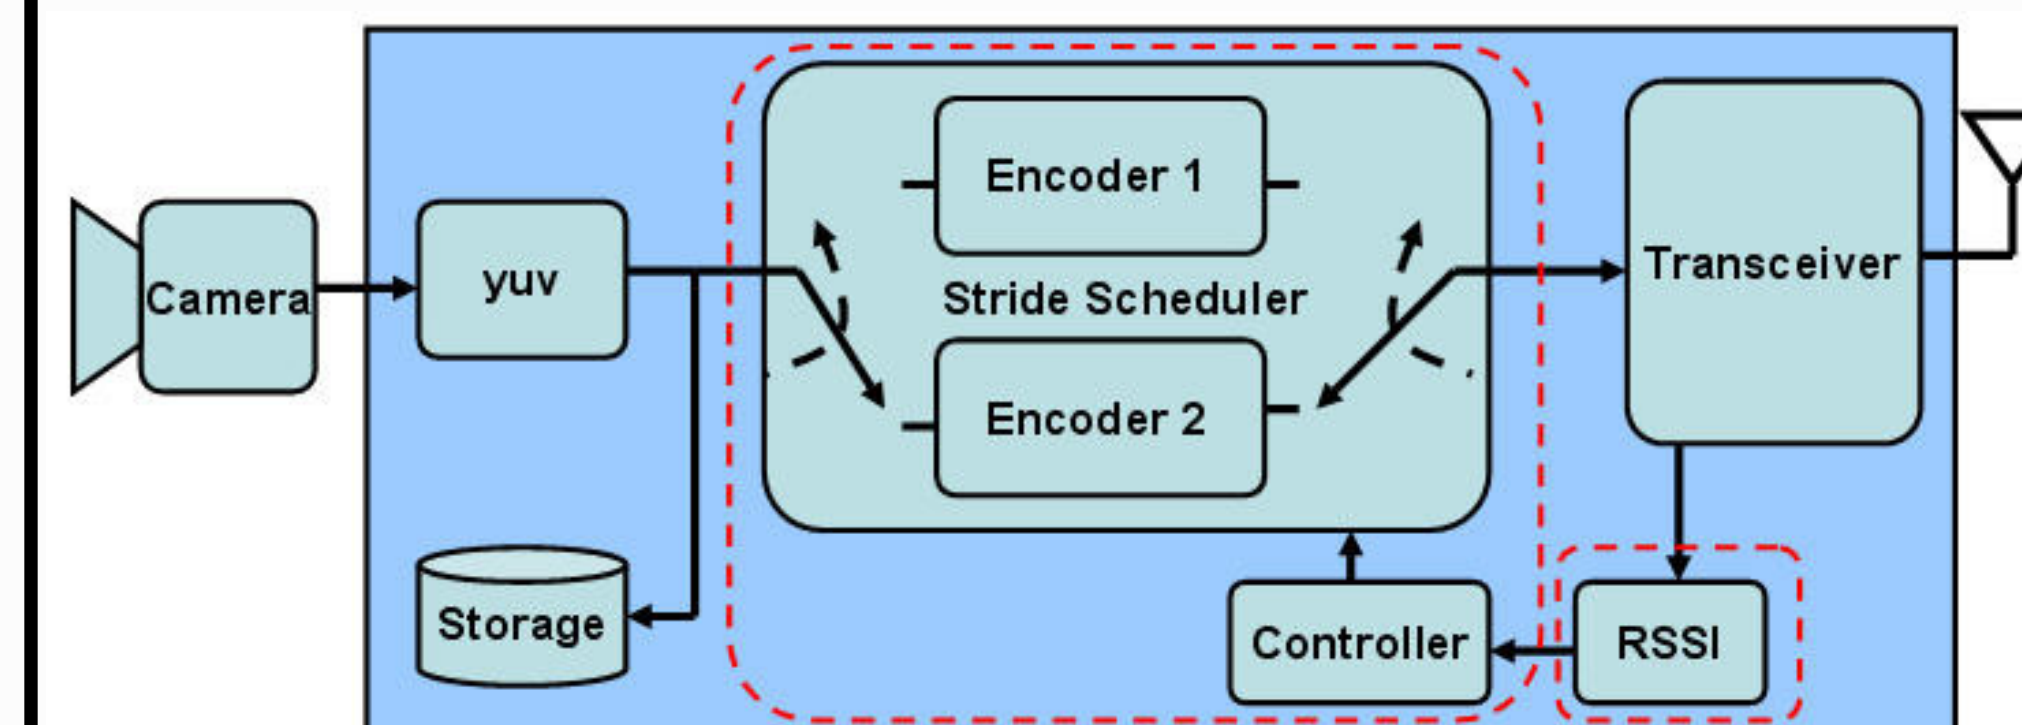 Encoder 1
Camera
yuv
Stride Scheduler
Transceiver
Encoder 2
Storage
Controller
RSSI